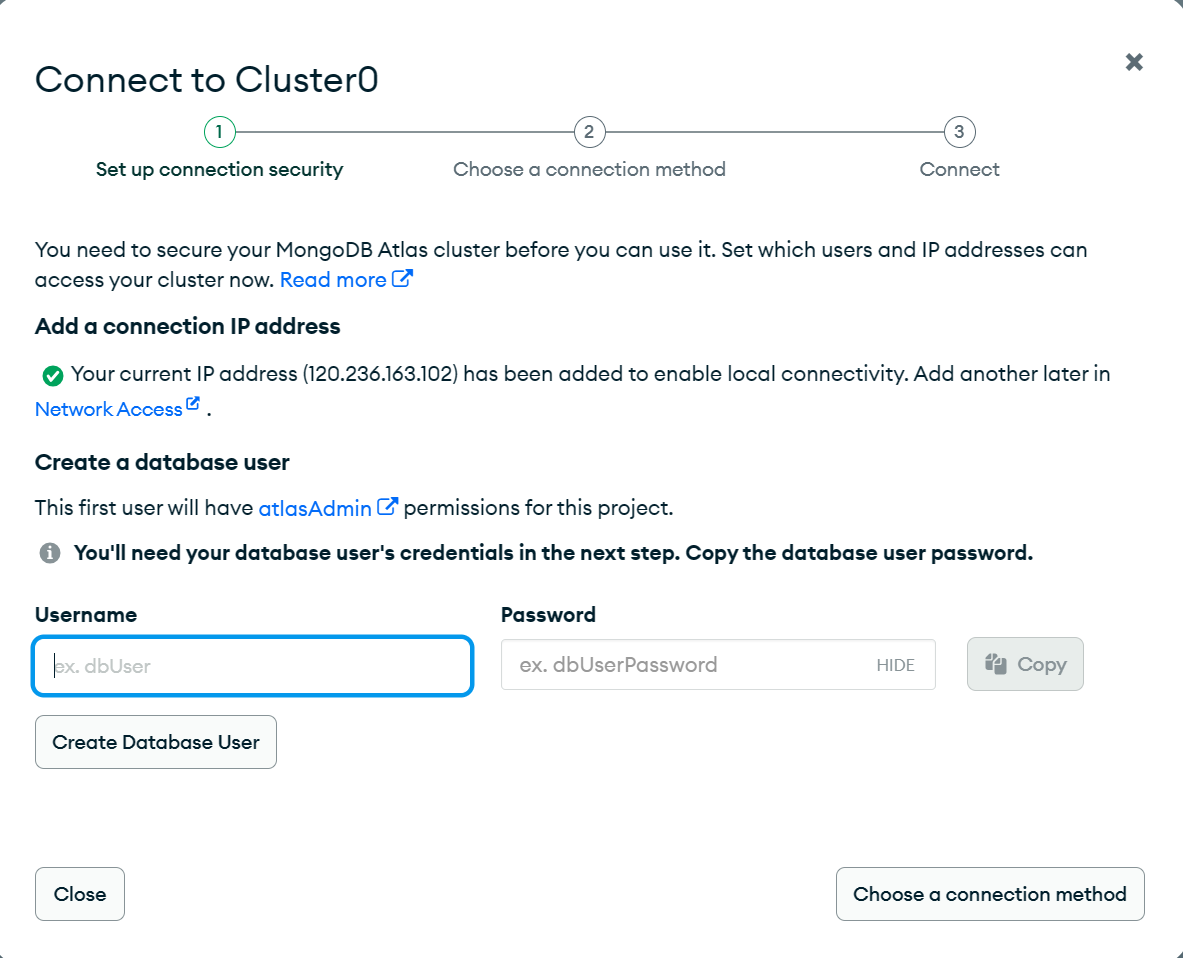 Connect to Cluster0
1
2
3
Set up connection security
Choose a connection method
Connect
You need to secure your MongoDB Atlas cluster before you can use it. Set which users and IP addresses can
access your cluster now. Read more
Add a connection IP address
Your current IP address (120.236.163.102) has been added to enable local connectivity. Add another later in
Network Access .
Create a database user
This first user will have atlasAdmin permissions for this project.
You'll need your database user's credentials in the next step. Copy the database user password.
Username
Password
ex. dbUser
ex. dbUserPassword
HIDE
Copy
Create Database User
Close
Choose a connection method